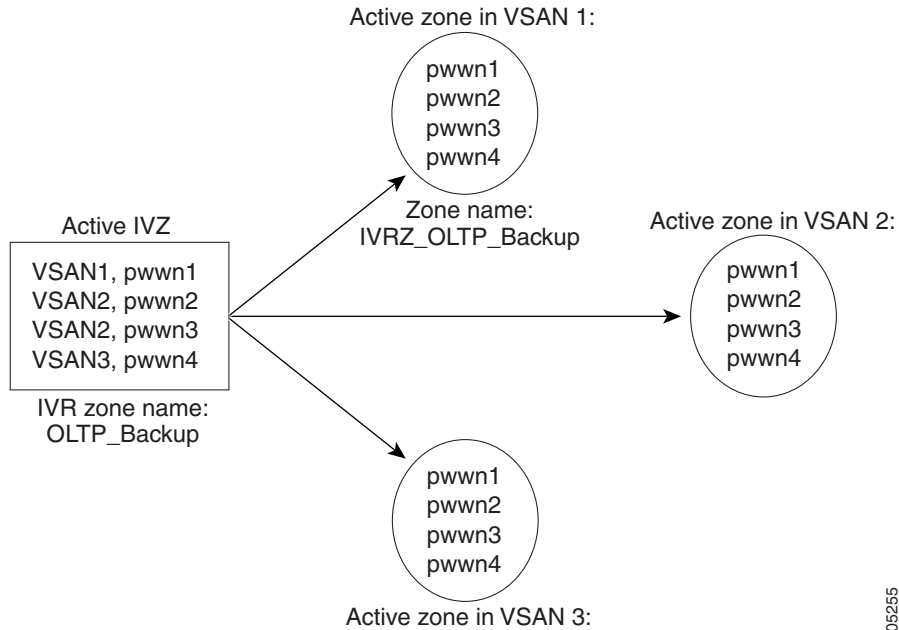 Active zone in VSAN 1:
pwwn1
pwwn2
pwwn3
pwwn4
Zone name:
IVRZ_OLTP_Backup
Active IVZ
VSAN1, pwwn1
VSAN2, pwwn2
VSAN2, pwwn3
VSAN3, pwwn4
IVR zone name:
OLTP_Backup
Active zone in VSAN 2:
pwwn1
pwwn2
pwwn3
pwwn4
pwwn1
pwwn2
pwwn3
pwwn4
Active zone in VSAN 3:
05255